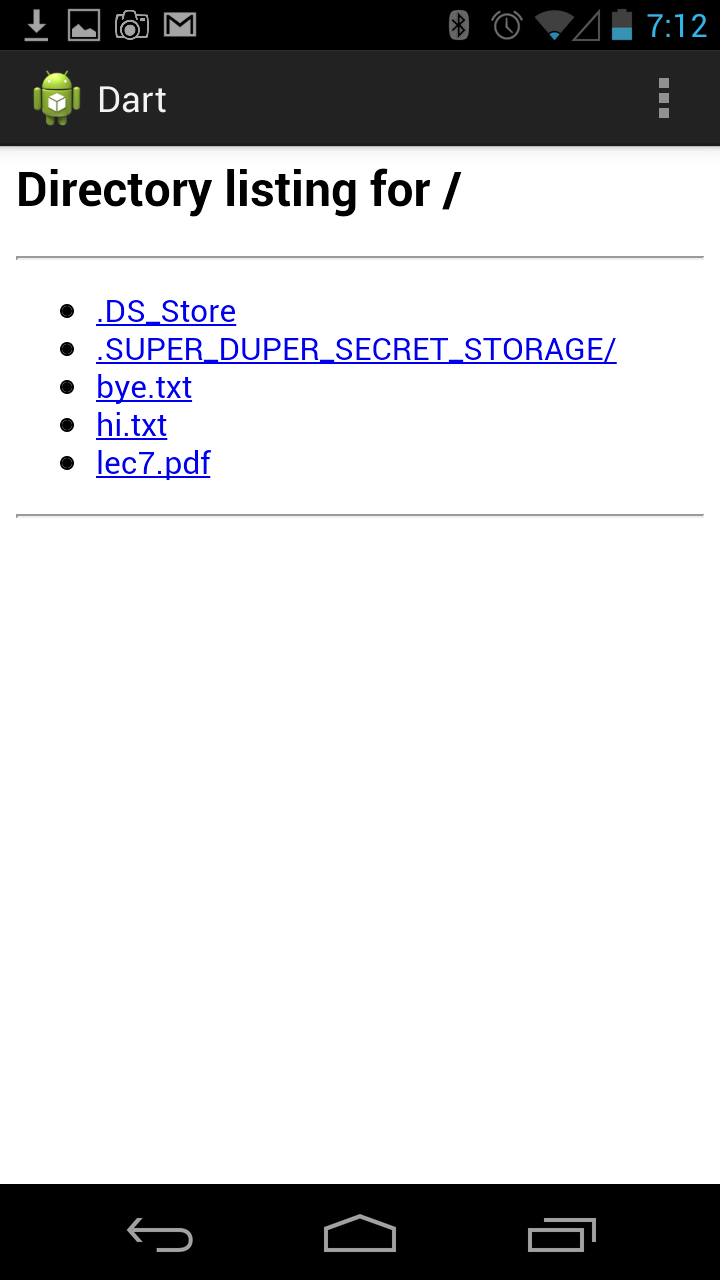 7:12
Dart
Directory listing for /
.DS_Store
.SUPER_DUPER_SECRET_STORAGE/
bye.txt
hi.txt
lec7.pdf